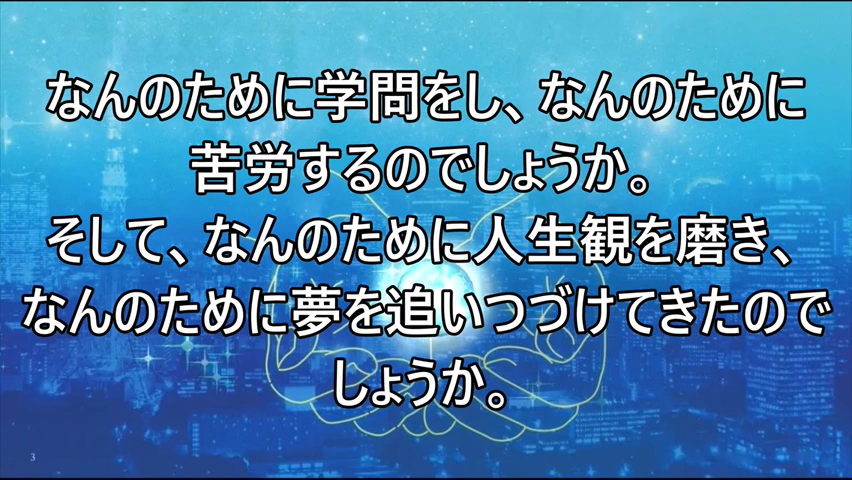 なんのために学問をし、なんのために
苦労するのでしょうか。
そして、なんのために人生観を磨き、
なんのために夢を追いつづけてきたので
しょうか。
3